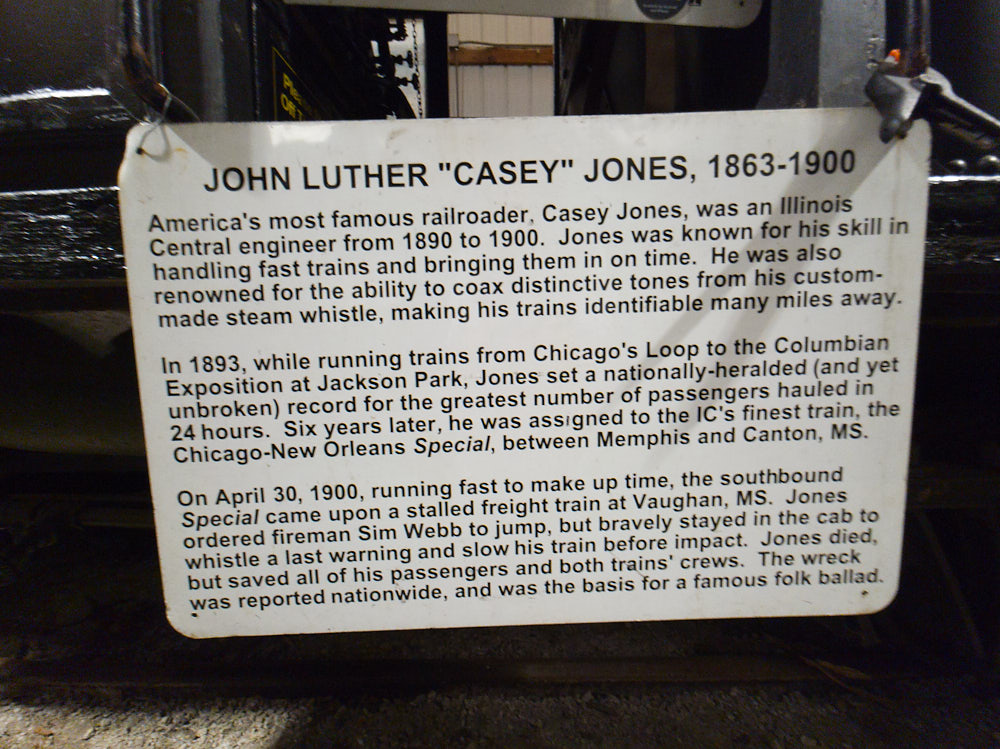 JOHN LUTHER "CASEY" JONES, 1863-1900
America's most famous railroader, Casey Jones, was an Illinois
Central engineer from 1890 to 1900. Jones was known for his skill in
handling fast trains and bringing them in on time. He was also
renowned for the ability to coax distinctive tones from his custom-
made steam whistle, making his trains identifiable many miles away.
In 1893, while running trains from Chicago's Loop to the Columbian
Exposition at Jackson Park, Jones set a nationally-heralded (and yet
unbroken) record for the greatest number of passengers hauled in
24 hours. Six years later, he was assigned to the IC's finest train, the
Chicago-New Orleans Special, between Memphis and Canton, MS.
On April 30, 1900, running fast to make up time, the southbound
Special came upon a stalled freight train at Vaughan, MS. Jones
ordered fireman Sim Webb to jump, but bravely stayed in the cab to
whistle a last warning and slow his train before impact. Jones died,
but saved all of his passengers and both trains' crews. The wreck
was reported nationwide, and was the basis for a famous folk ballad.